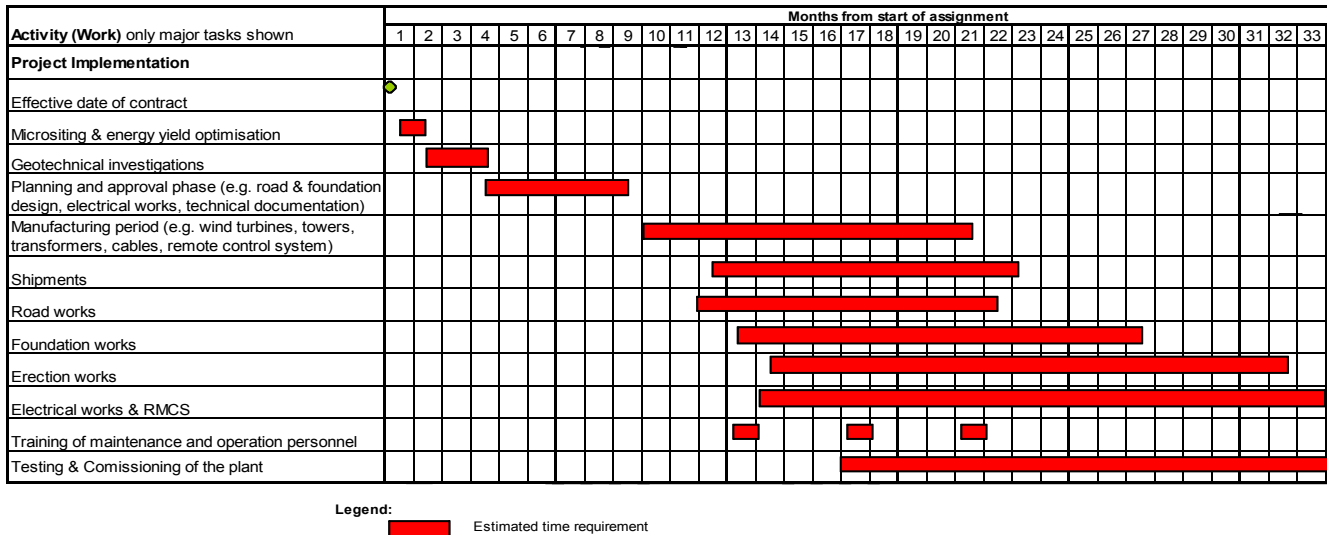 Months from start of assignment
Activity (Work) only major tasks shown 1 2 3 4 5 6 7 8 9 10 11 12 13 14 15 16 17 18 19 20 21 22 23 24 25 26 27 28 29 30 31 32 33
Project Implementation
Effective date of contract
Micrositing & energy yield optimisation
Geotechnical investigations
Planning and approval phase (e.g. road & foundation
design, electrical works, technical documentation)
Manufacturing period (e.g. wind turbines, towers,
transformers, cables, remote control system)
Shipments
Road works
Foundation works
Erection works
Electrical works & RMCS
Training of maintenance and operation personnel
Testing & Comissioning of the plant
Legend:
Estimated time requirement